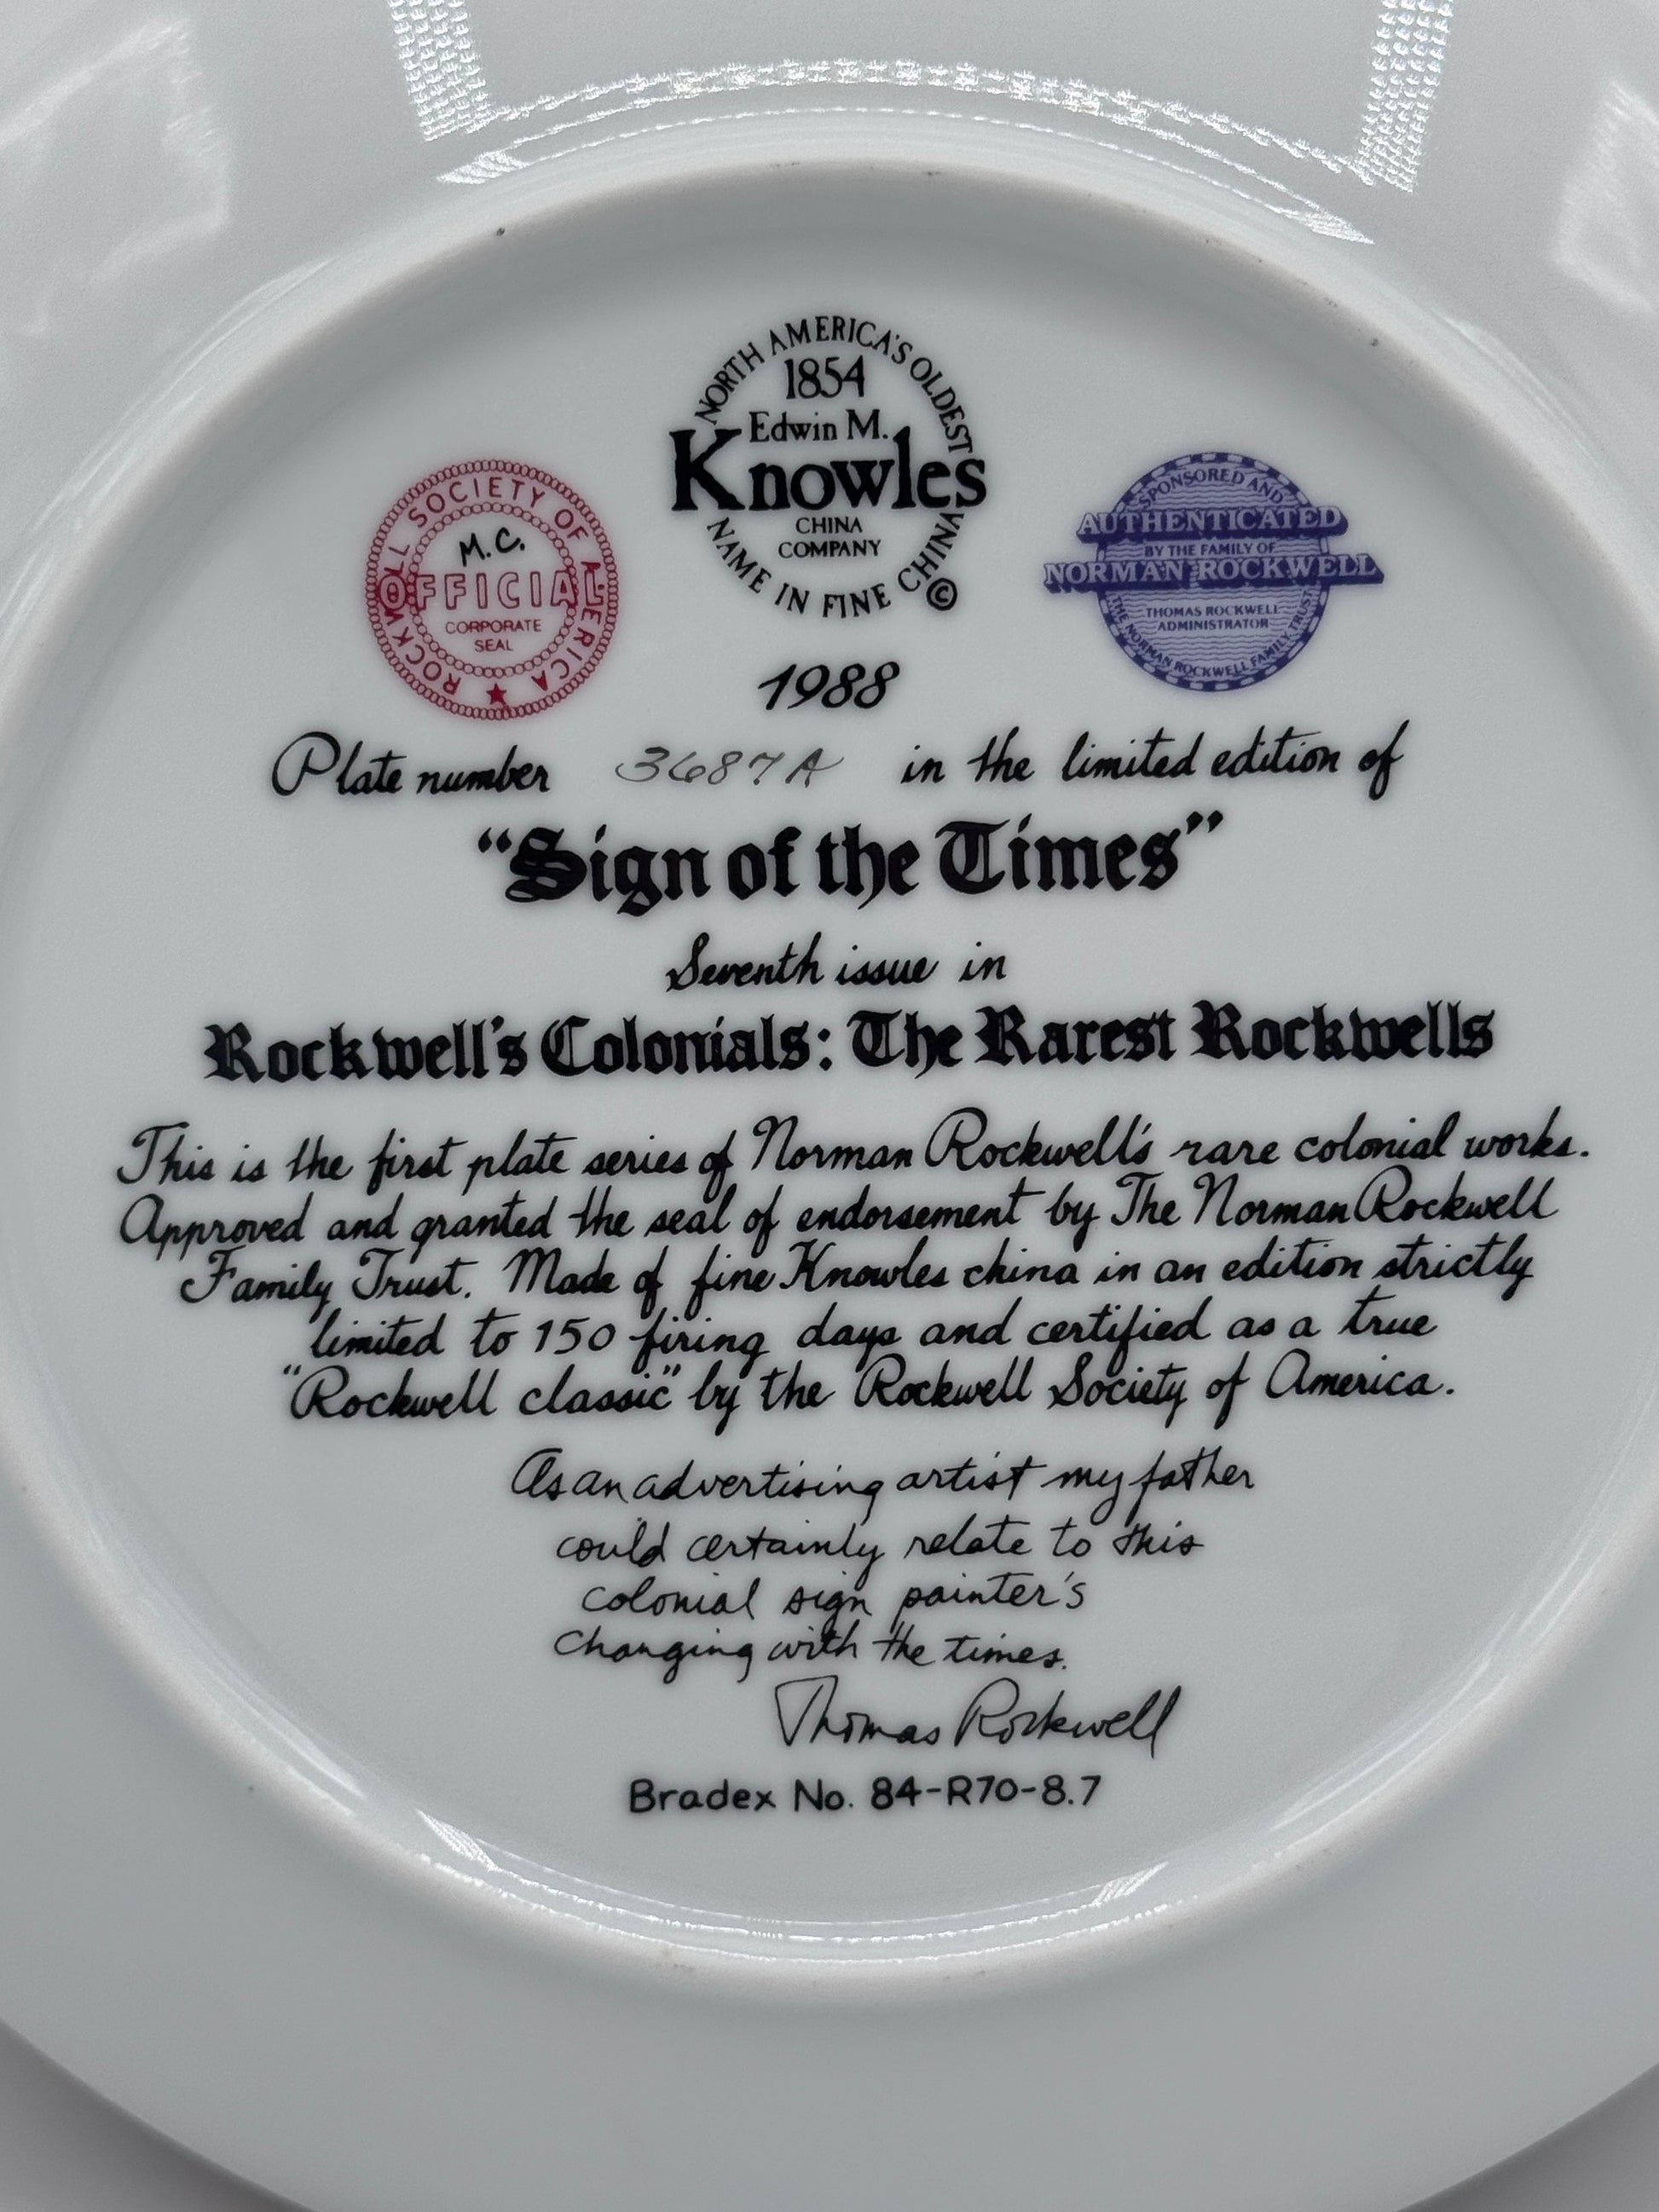 NORTH AMERICA'S OLDEST
1854
Edwin M.
Knowles
CHINA
COMPANY
NAME IN FINE CHINA ©
ROCKWELL SOCIETY OF AMERICA
M.C.
OFFICIAL
CORPORATE
SEAL
SPONSORED AND
AUTHENTICATED
BY THE FAMILY OF
NORMAN ROCKWELL
THOMAS ROCKWELL
ADMINISTRATOR
THE NORMAN ROCKWELL FAMILY TRUST
1988
Plate number 3687A in the limited edition of
“Sign of the Times”
Seventh issue in
Rockwell's Colonials: The Rarest Rockwells
This is the first plate series of Norman Rockwell's rare colonial works.
Approved and granted the seal of endorsement by The Norman Rockwell
Family Trust. Made of fine Knowles china in an edition strictly
limited to 150 firing days and certified as a true
"Rockwell classic" by the Rockwell Society of America.
As an advertising artist my father
could certainly relate to this
colonial sign painter's
changing with the times.
Thomas Rockwell
Bradex No. 84-R70-8.7